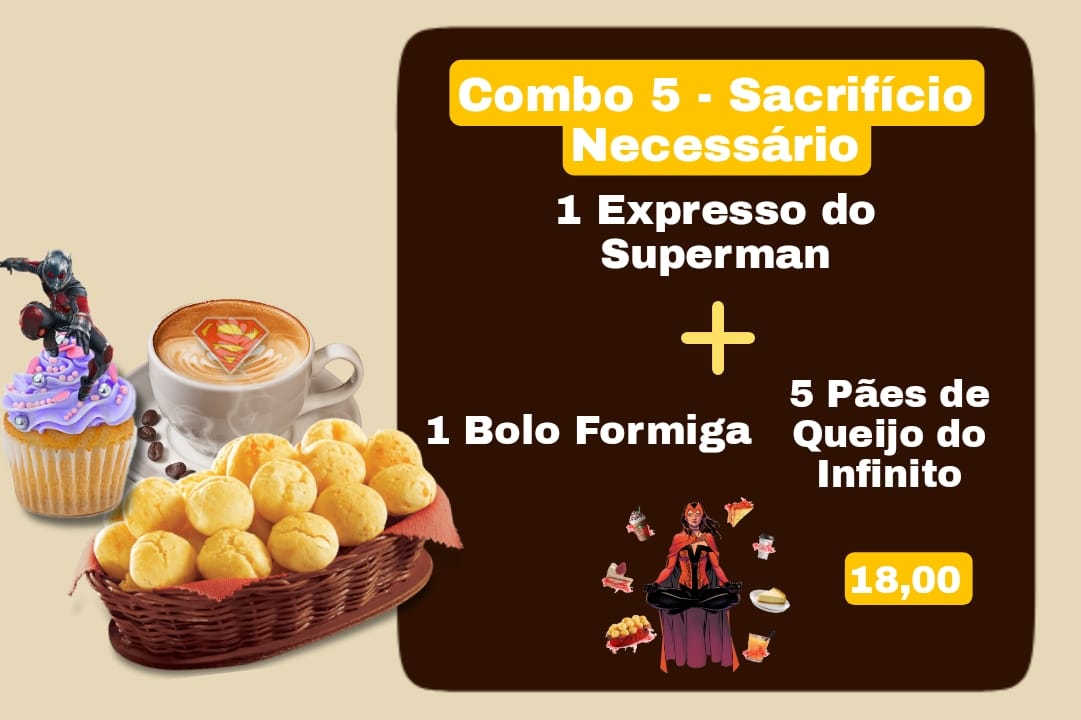 Combo 5 - Sacrifício
Necessário
1 Expresso do
Superman
+
1 Bolo Formiga
5 Pães de
Queijo do
Infinito
18,00